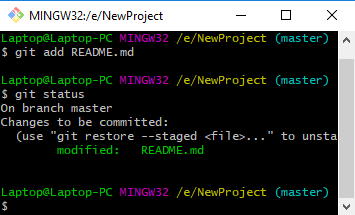 MINGW32:/e/NewProject
Laptop@Laptop-PC MINGW32 /e/NewProject (master)
$ git add README.md
Laptop@Laptop-PC MINGW32 /e/NewProject (master)
$ git status
On branch master
Changes to be committed:
(use "git restore --staged <file>..." to unsta
modified: README.md
Laptop@Laptop-PC MINGW32 /e/NewProject (master)
$